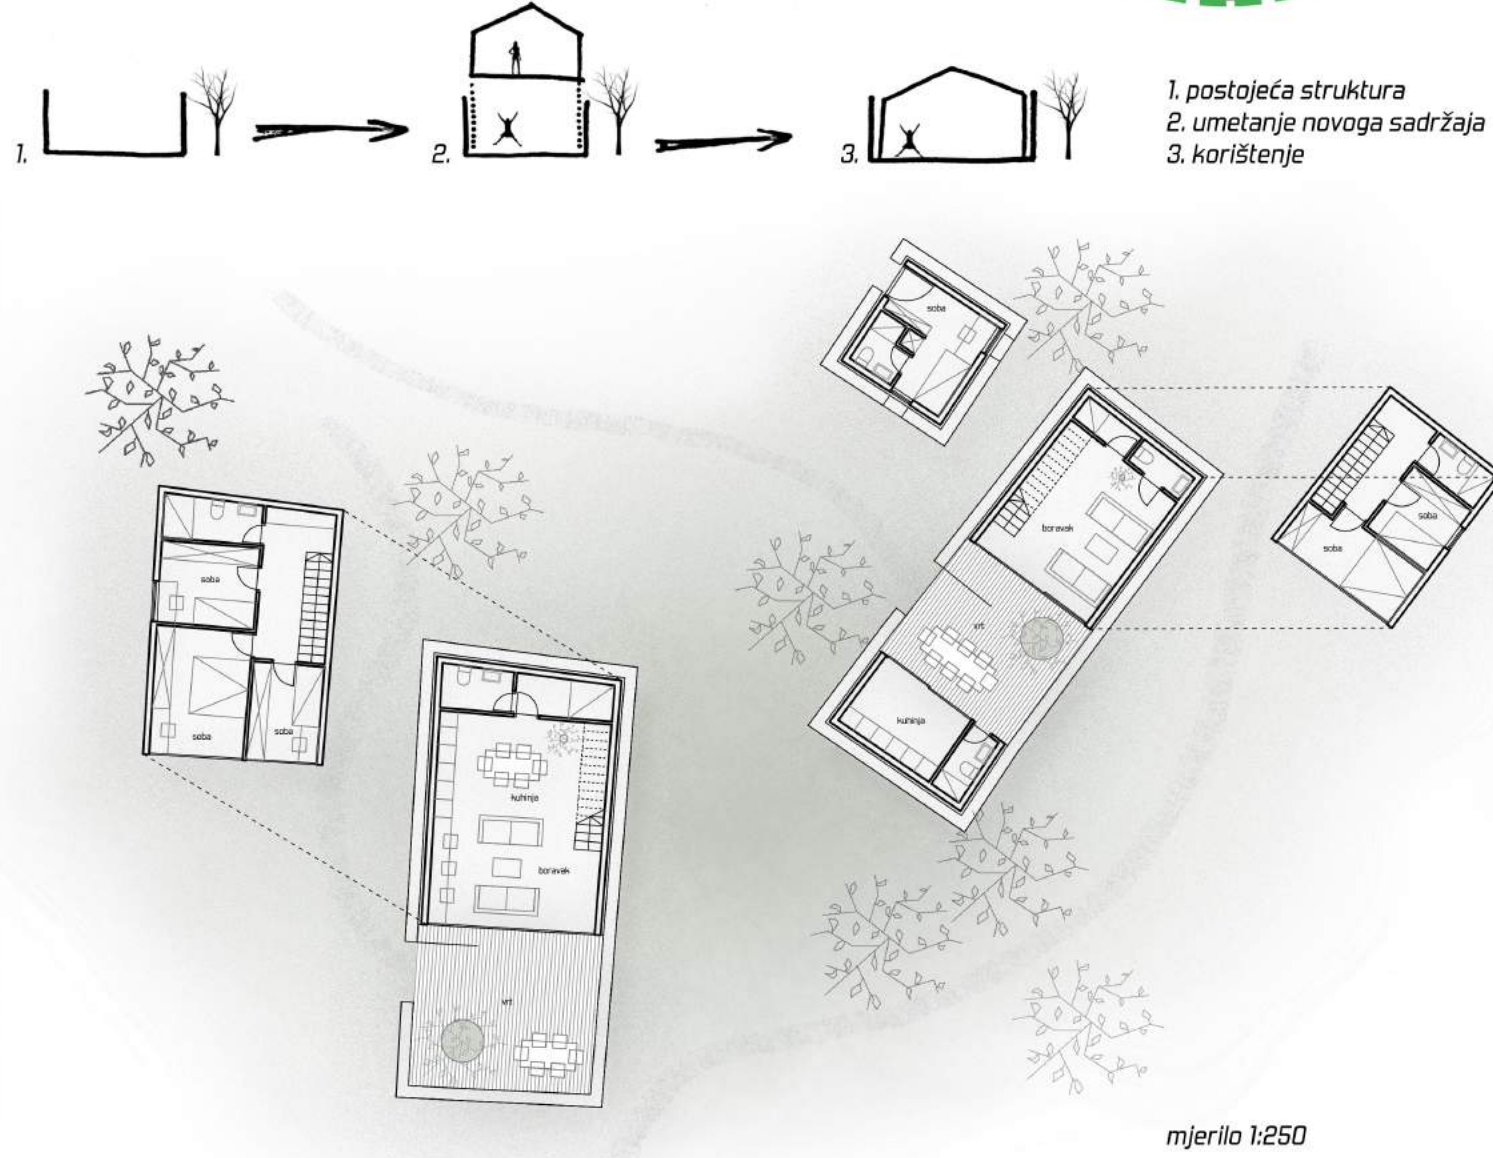 1.
2.
3.
1. postojeća struktura
2. umetanje novoga sadržaja
3. korištenje
soba
boravak
soba
soba
vrt
kuhinja
soba
soba
soba
kuhinja
boravak
vrt
mjerilo 1:250